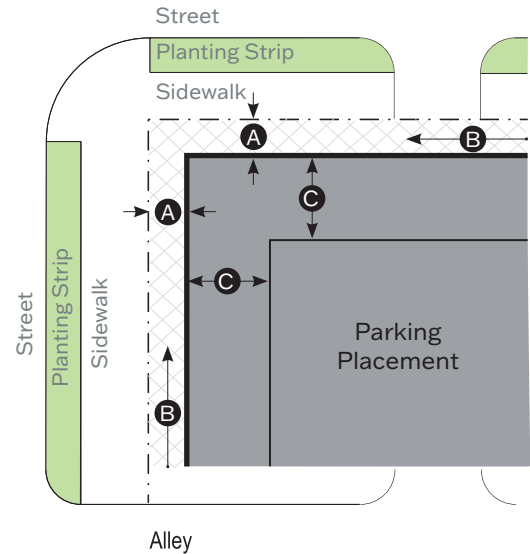 Street
Planting Strip
Sidewalk
A
B
A
C
C
Parking
Placement
B
Street
Planting Strip
Sidewalk
Alley